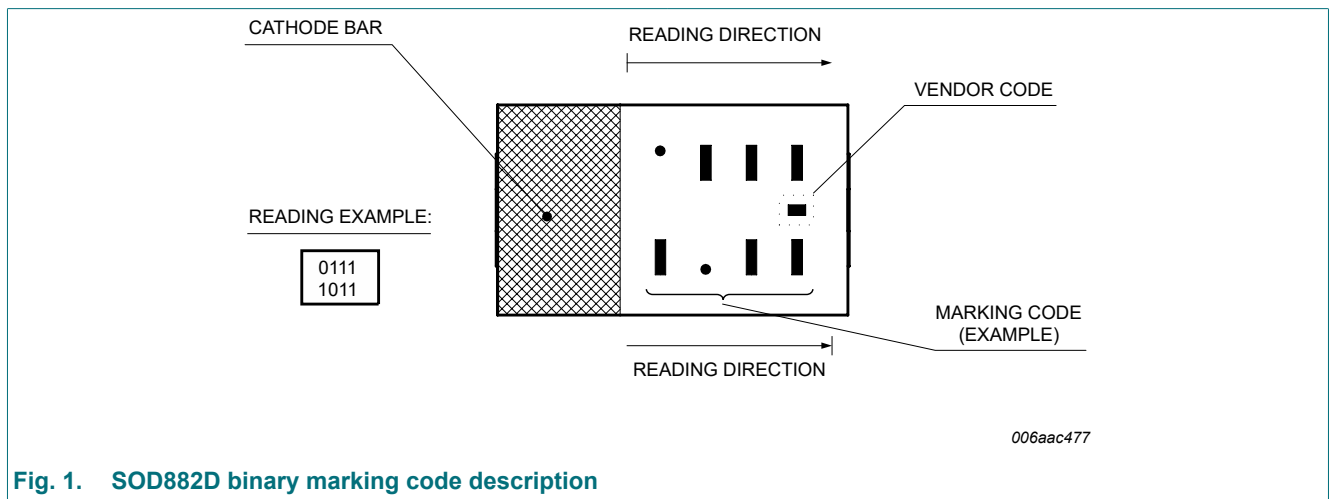 CATHODE BAR
READING DIRECTION
VENDOR CODE
READING EXAMPLE:
0111
1011
MARKING CODE
(EXAMPLE)
READING DIRECTION
006aac477
Fig. 1. SOD882D binary marking code description